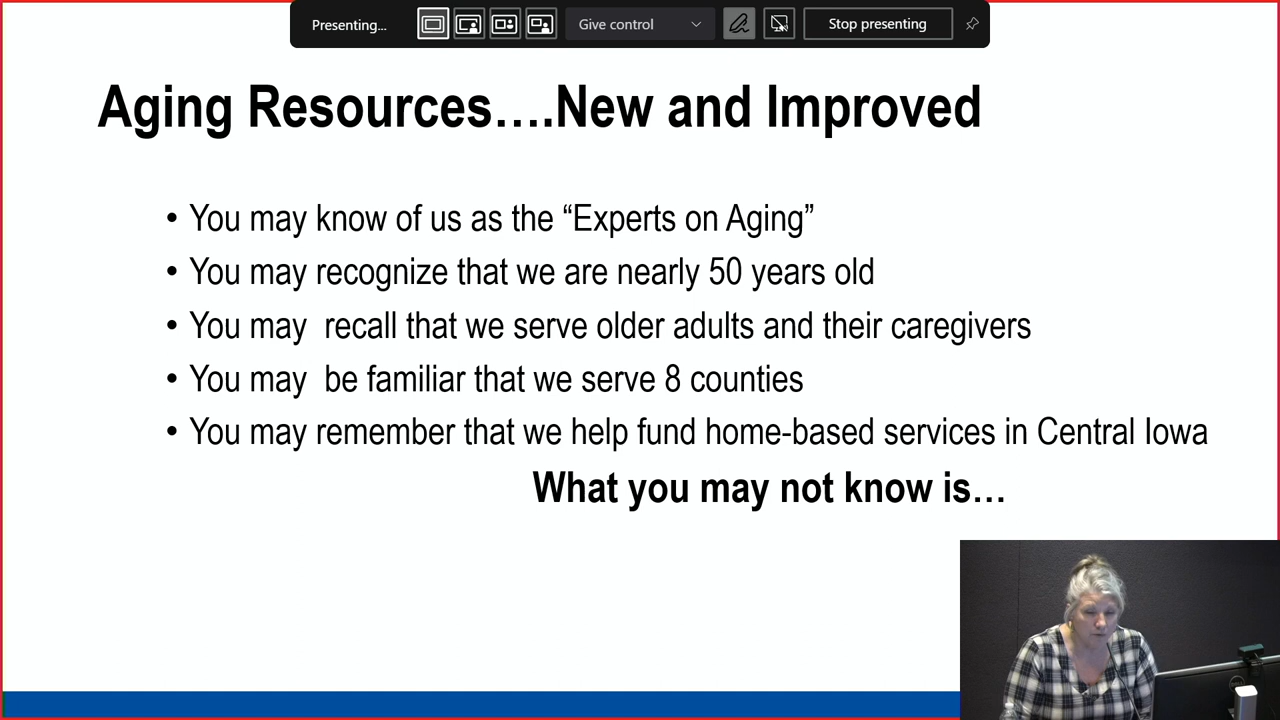 Presenting...
Give control
Stop presenting
Aging Resources….New and Improved
• You may know of us as the “Experts on Aging”
• You may recognize that we are nearly 50 years old
• You may  recall that we serve older adults and their caregivers
• You may  be familiar that we serve 8 counties
• You may remember that we help fund home-based services in Central Iowa
What you may not know is…